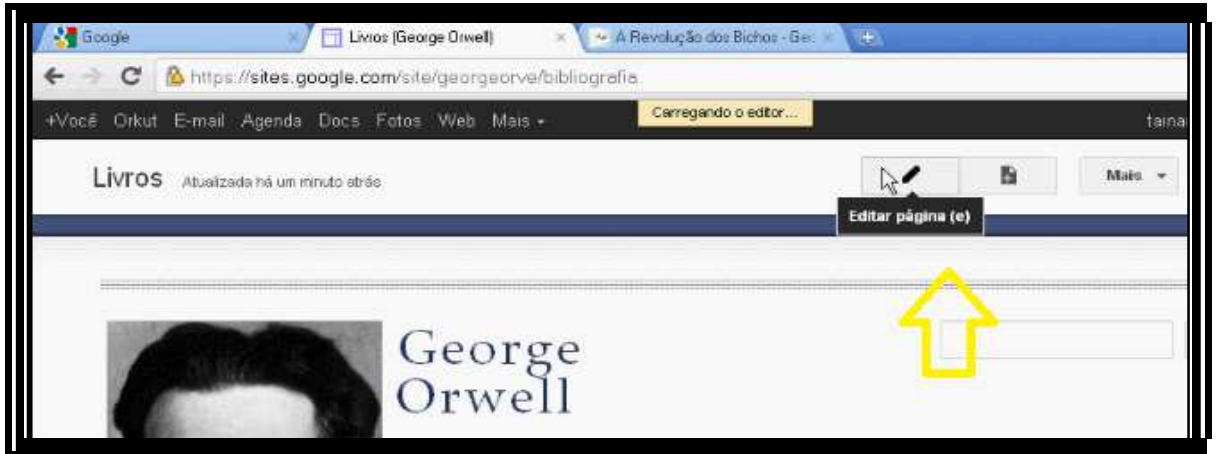 Google Livros (George Orwell) A Revolução dos Bichos - Ge
https://sites.google.com/site/georgeorve/bibliografia
+Você Orkut E-mail Agenda Docs Fotos Web Mais Carregando o editor... taina
Livros Atualizada há um minuto atrás Mais
Editar página (e)
George
Orwell